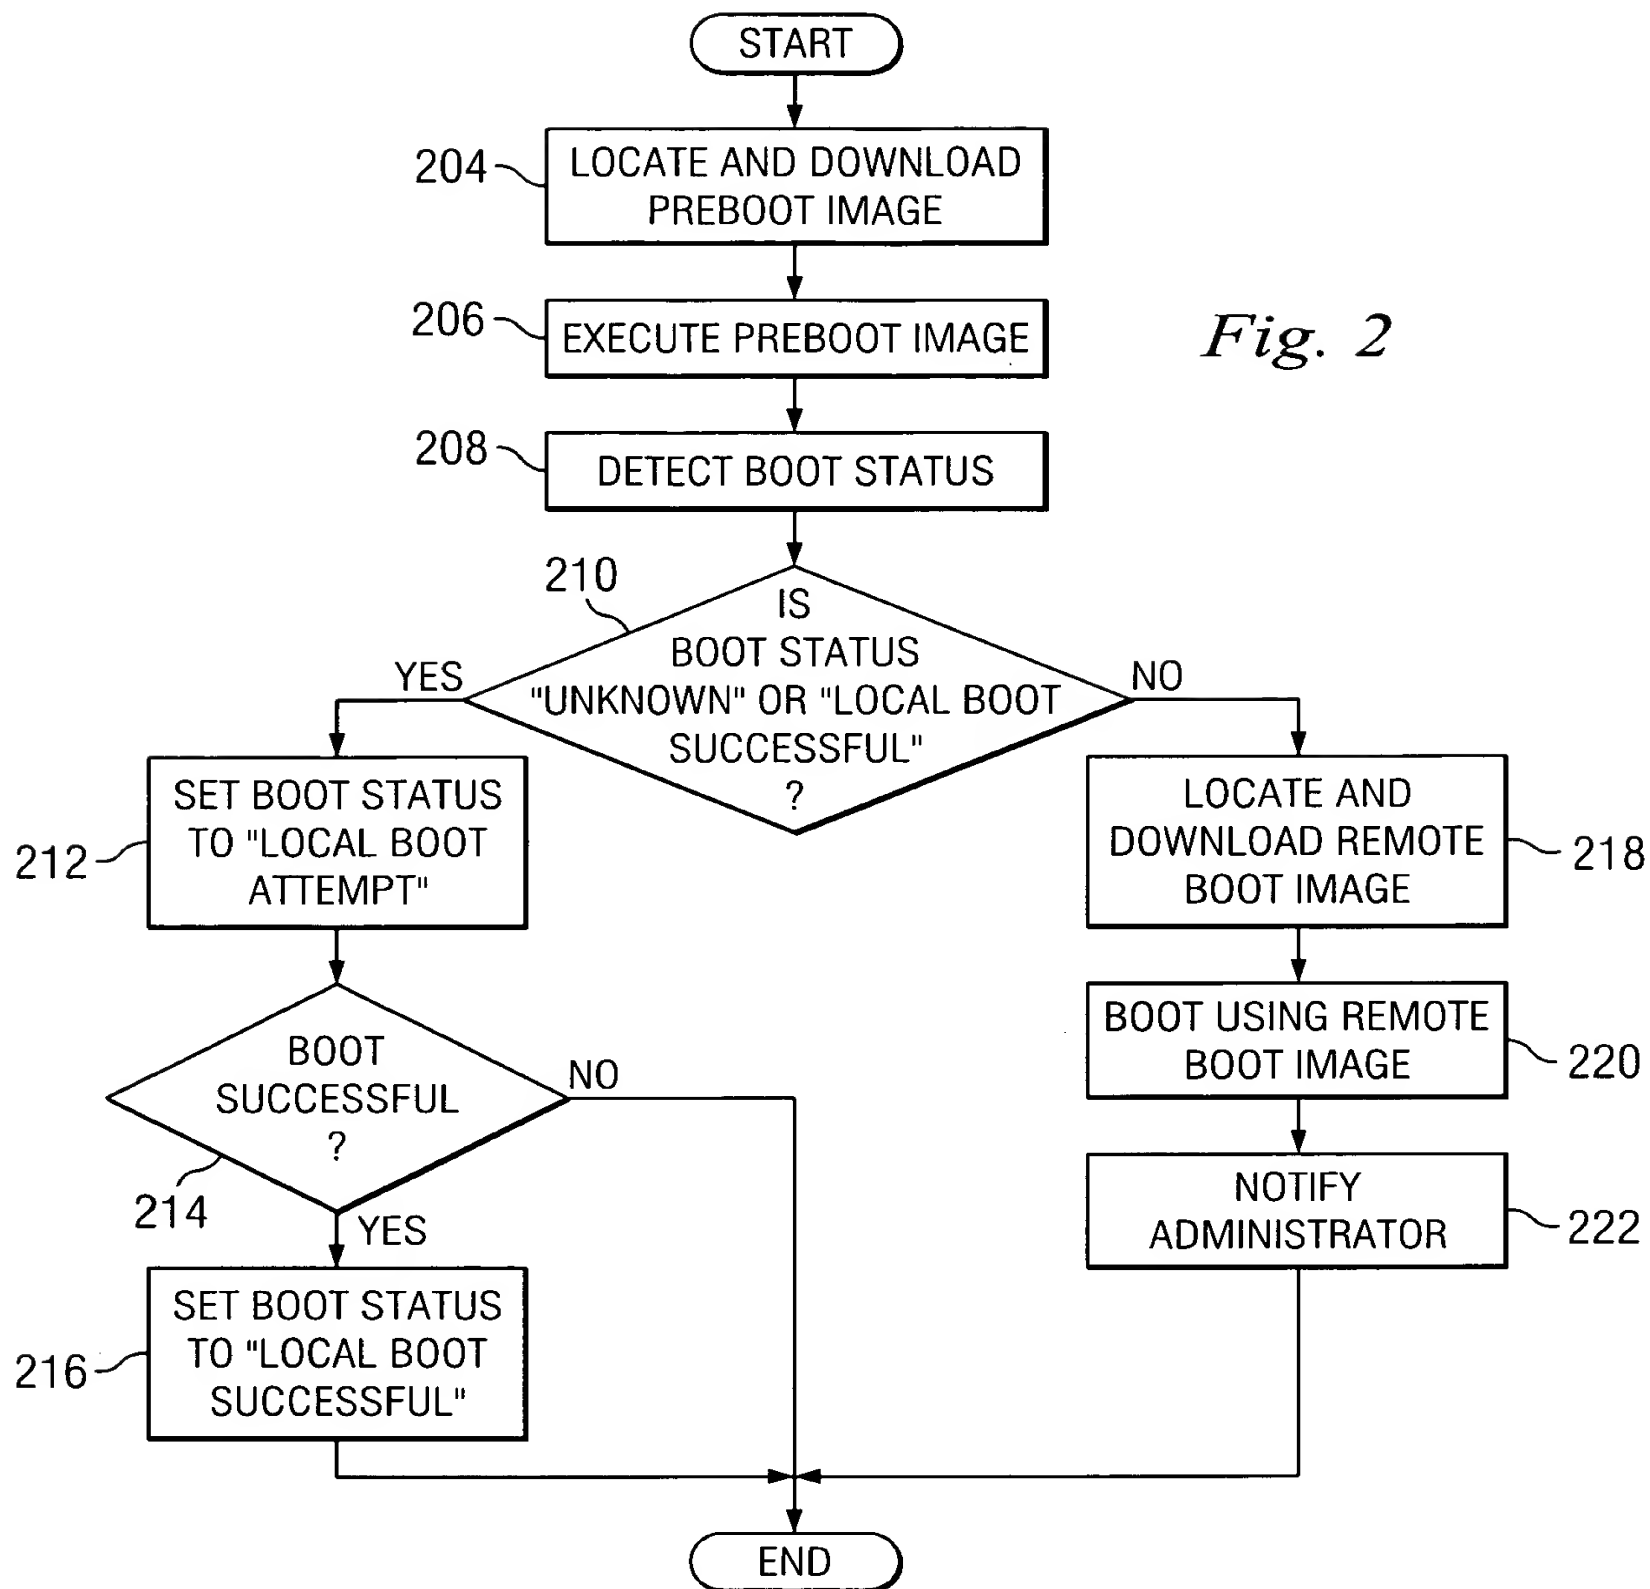 START
204
LOCATE AND DOWNLOAD
PREBOOT IMAGE
206
EXECUTE PREBOOT IMAGE
Fig. 2
208
DETECT BOOT STATUS
210
IS
BOOT STATUS
"UNKNOWN" OR "LOCAL BOOT
SUCCESSFUL"
?
YES
NO
SET BOOT STATUS
TO "LOCAL BOOT
ATTEMPT"
212
LOCATE AND
DOWNLOAD REMOTE
BOOT IMAGE
218
BOOT
SUCCESSFUL
?
NO
214
YES
BOOT USING REMOTE
BOOT IMAGE
220
NOTIFY
ADMINISTRATOR
222
SET BOOT STATUS
TO "LOCAL BOOT
SUCCESSFUL"
216
END